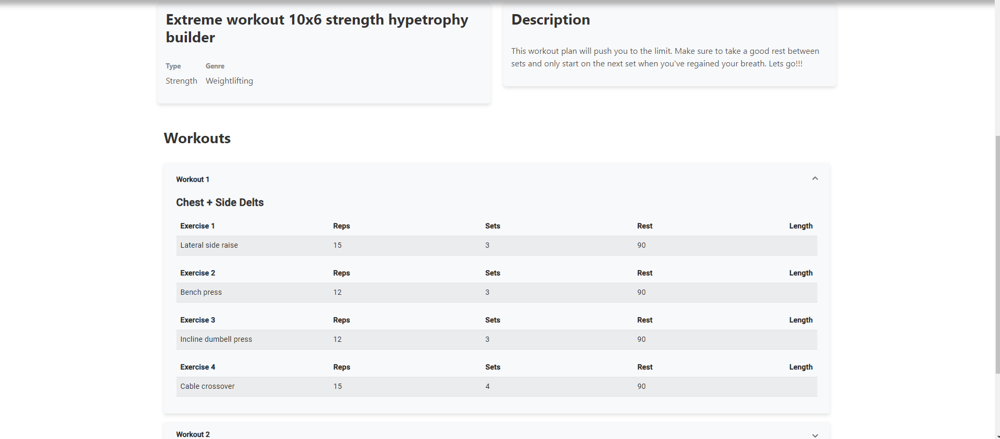 Extreme workout 10x6 strength hypetrophy
builder
Type Genre
Strength Weightlifting
Description
This workout plan will push you to the limit. Make sure to take a good rest between
sets and only start on the next set when you've regained your breath. Lets go!!!
Workouts
Workout 1
Chest + Side Delts
Exercise 1 Reps Sets Rest Length
Lateral side raise 15 3 90
Exercise 2 Reps Sets Rest Length
Bench press 12 3 90
Exercise 3 Reps Sets Rest Length
Incline dumbell press 12 3 90
Exercise 4 Reps Sets Rest Length
Cable crossover 15 4 90
Workout 2